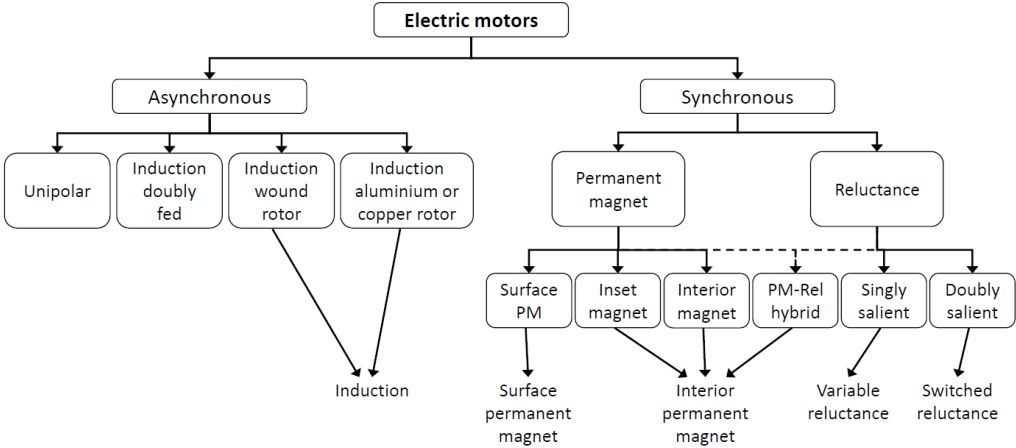 Electric motors
Asynchronous
Synchronous
Unipolar
Induction
doubly
fed
Induction
wound
rotor
Induction
aluminium or
copper rotor
Permanent
magnet
Reluctance
Surface
PM
Inset
magnet
Interior
magnet
PM-Rel
hybrid
Singly
salient
Doubly
salient
Induction
Surface
permanent
magnet
Interior
permanent
magnet
Variable
reluctance
Switched
reluctance